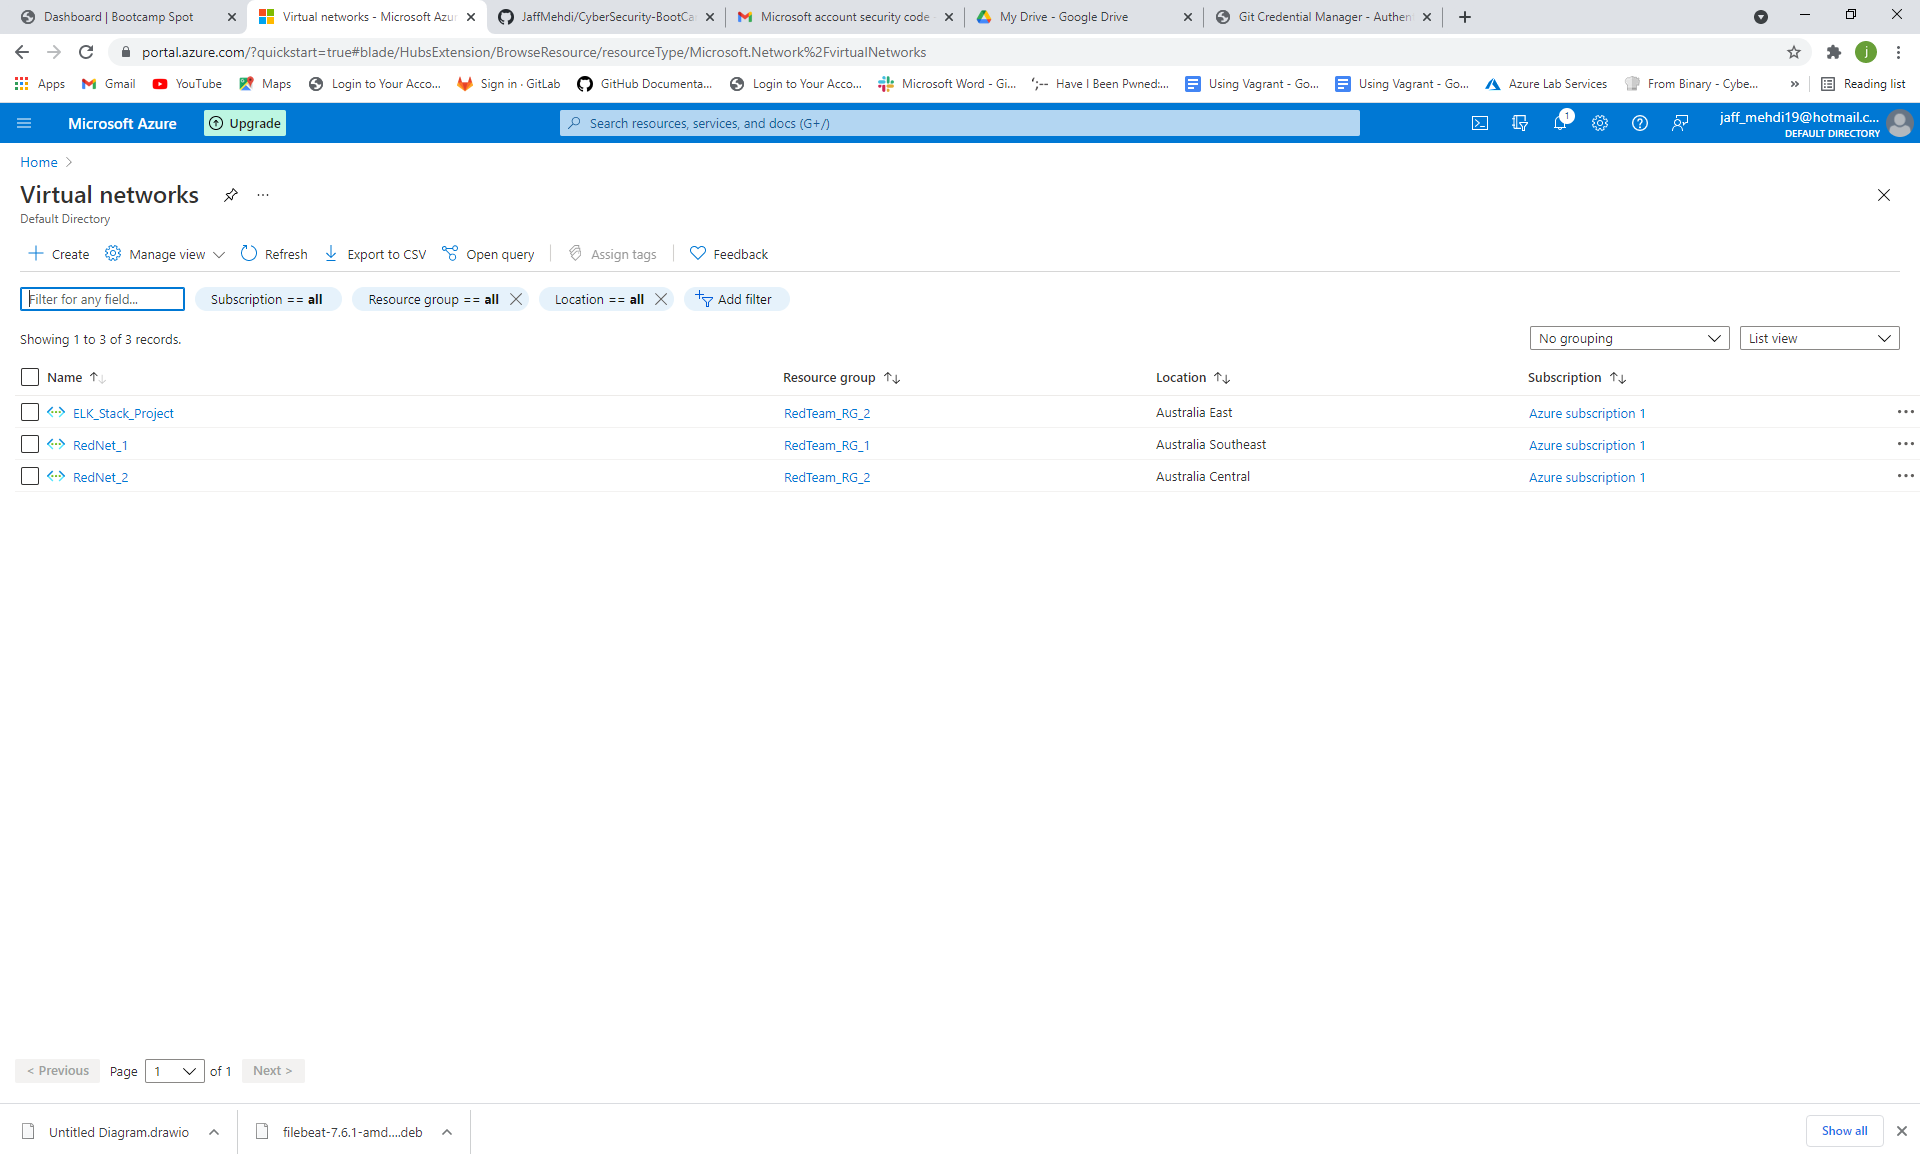 Dashboard | Bootcamp Spot
Virtual networks - Microsoft Azur
JaffMehdi/CyberSecurity-BootCa
Microsoft account security code
My Drive - Google Drive
Git Credential Manager - Authen
portal.azure.com/?quickstart=true#blade/HubsExtension/BrowseResource/resourceType/Microsoft.Network%2FvirtualNetworks
j
Apps
Gmail
YouTube
Maps
Login to Your Acco...
Sign in · GitLab
GitHub Documenta...
Login to Your Acco...
Microsoft Word - Gi...
Have I Been Pwned:...
Using Vagrant - Go...
Using Vagrant - Go...
Azure Lab Services
From Binary - Cybe...
»
Reading list
Microsoft Azure
Upgrade
Search resources, services, and docs (G+/)
1
jaff_mehdi19@hotmail.c...
DEFAULT DIRECTORY
Home >
Virtual networks
...
Default Directory
Create
Manage view
Refresh
Export to CSV
Open query
Assign tags
Feedback
Filter for any field...
Subscription == all
Resource group == all
Location == all
Add filter
Showing 1 to 3 of 3 records.
No grouping
List view
Name
Resource group
Location
Subscription
ELK_Stack_Project RedTeam_RG_2 Australia East Azure subscription 1 ...
RedNet_1 RedTeam_RG_1 Australia Southeast Azure subscription 1 ...
RedNet_2 RedTeam_RG_2 Australia Central Azure subscription 1 ...
< Previous Page 1 of 1 Next >
Untitled Diagram.drawio
filebeat-7.6.1-amd....deb
Show all